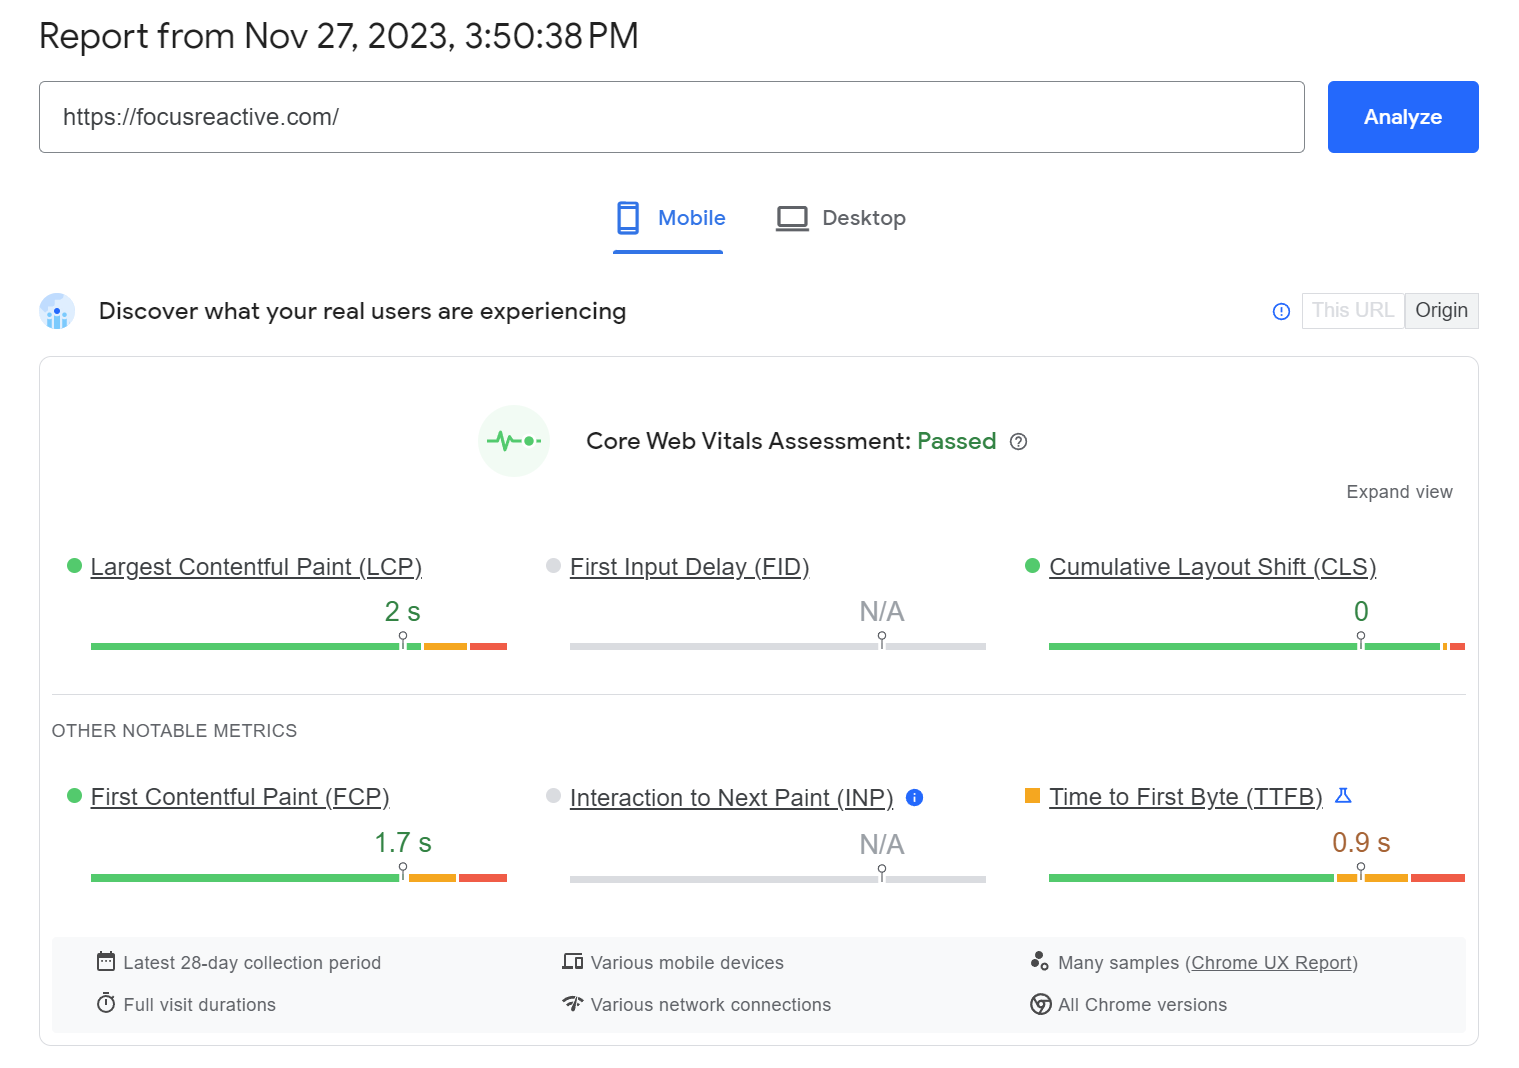 Report from Nov 27, 2023, 3:50:38 PM
https://focusreactive.com/
Analyze
Mobile
Desktop
Discover what your real users are experiencing
This URL
Origin
Core Web Vitals Assessment: Passed
Expand view
Largest Contentful Paint (LCP)
2 s
First Input Delay (FID)
N/A
Cumulative Layout Shift (CLS)
0
OTHER NOTABLE METRICS
First Contentful Paint (FCP)
1.7 s
Interaction to Next Paint (INP)
N/A
Time to First Byte (TTFB)
0.9 s
Latest 28-day collection period
Various mobile devices
Many samples (Chrome UX Report)
Full visit durations
Various network connections
All Chrome versions